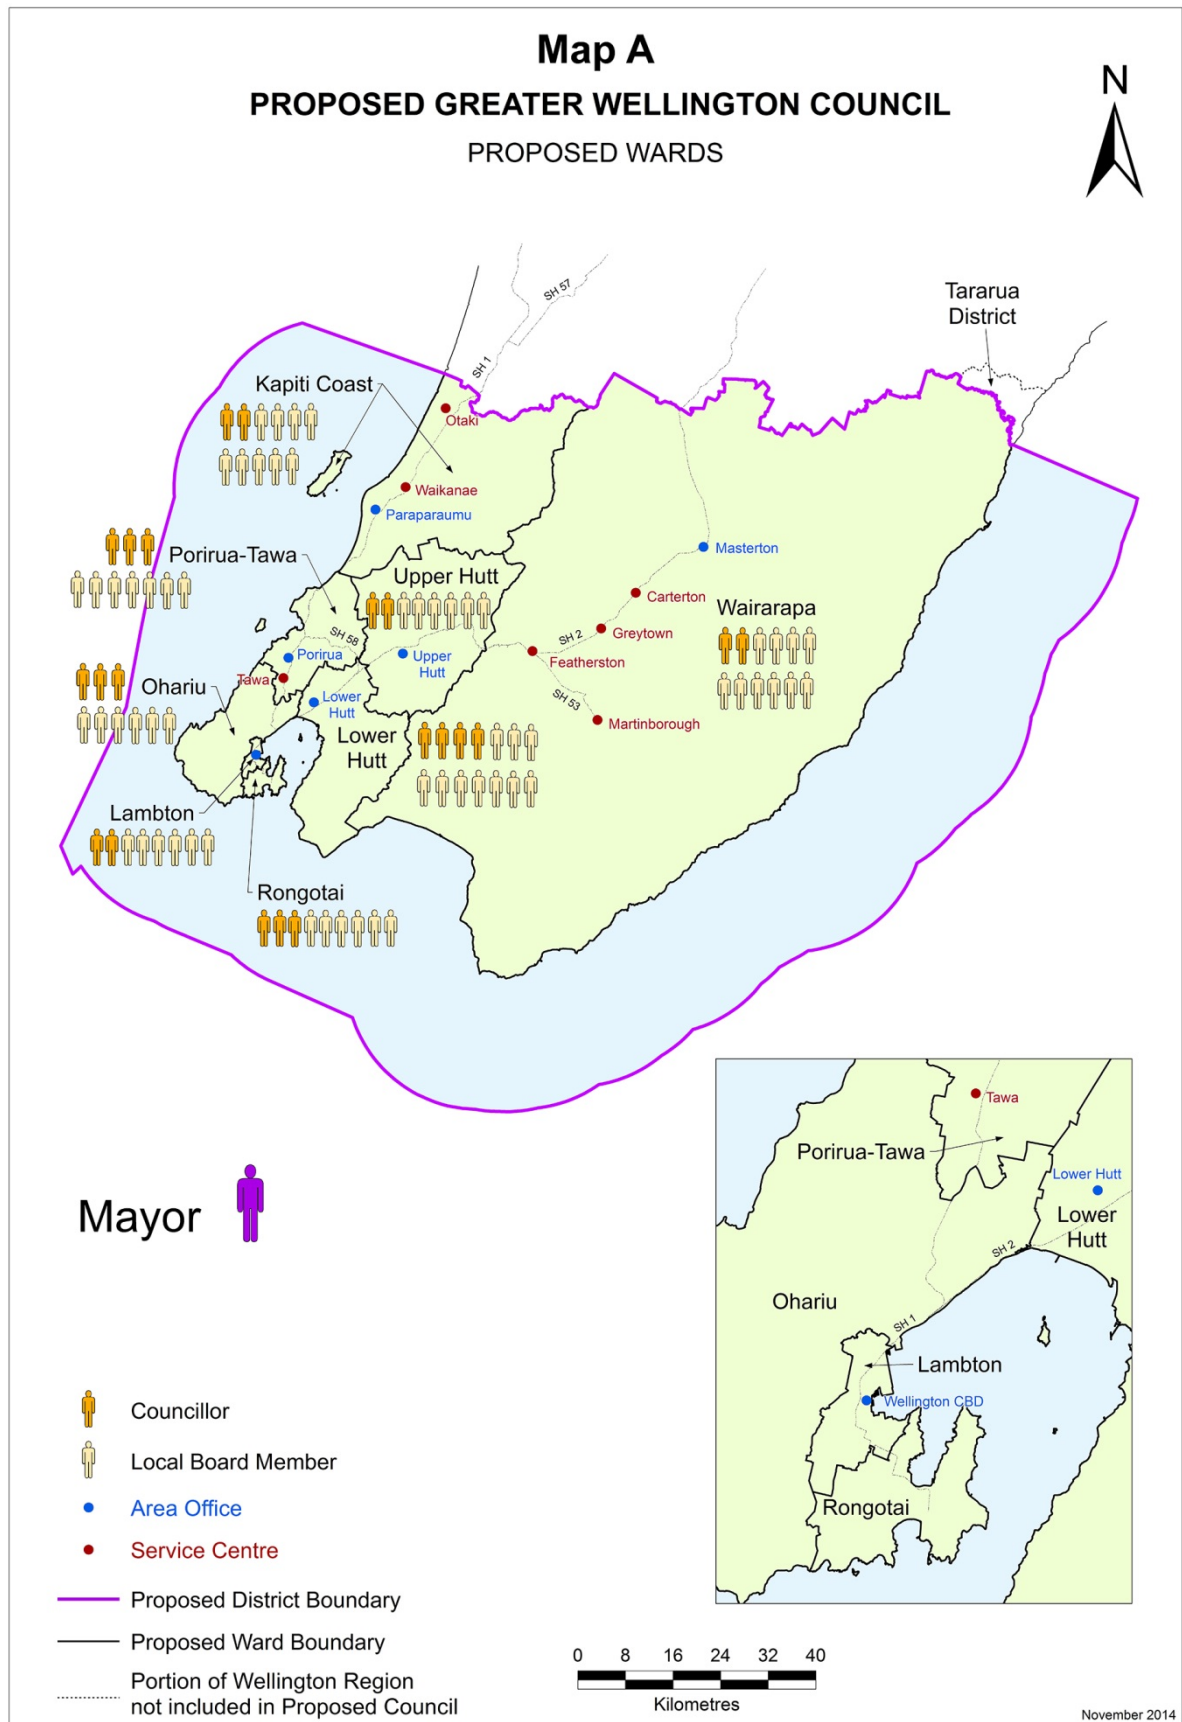 Map A
PROPOSED GREATER WELLINGTON COUNCIL
PROPOSED WARDS
N
SH 57
SH 1
Tararua
District
Kapiti Coast
Otaki
Waikanae
Paraparaumu
Masterton
Porirua-Tawa
Upper Hutt
Carterton
Wairarapa
SH 58
SH 2
Greytown
Porirua
Upper
Hutt
Featherston
Tawa
Ohariu
Lower
Hutt
SH 53
Martinborough
Lower
Hutt
Lambton
Rongotai
Tawa
Porirua-Tawa
Lower Hutt
Lower
Hutt
SH 2
Ohariu
SH 1
Lambton
Wellington CBD
Rongotai
Mayor
Councillor
Local Board Member
Area Office
Service Centre
Proposed District Boundary
Proposed Ward Boundary
Portion of Wellington Region
not included in Proposed Council
0 8 16 24 32 40
Kilometres
November 2014